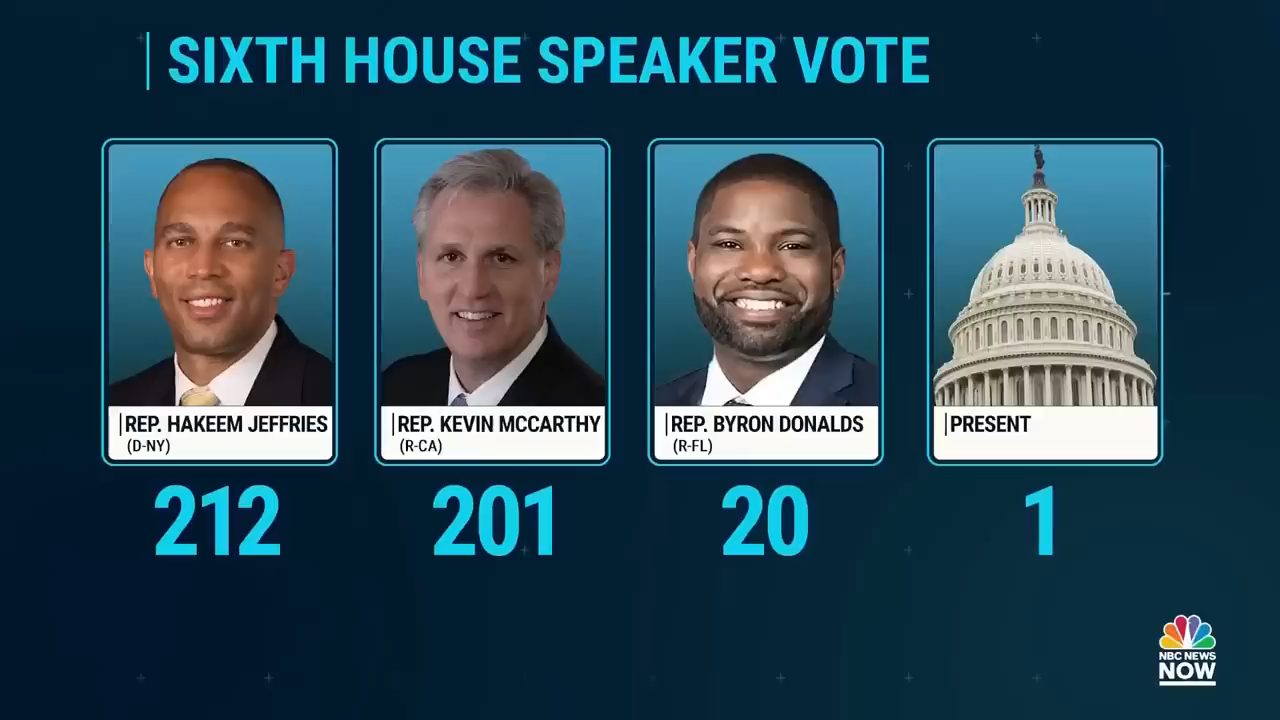 SIXTH HOUSE SPEAKER VOTE
REP. HAKEEM JEFFRIES
(D-NY)
212
REP. KEVIN MCCARTHY
(R-CA)
201
REP. BYRON DONALDS
(R-FL)
20
PRESENT
1
NBC NEWS
NOW